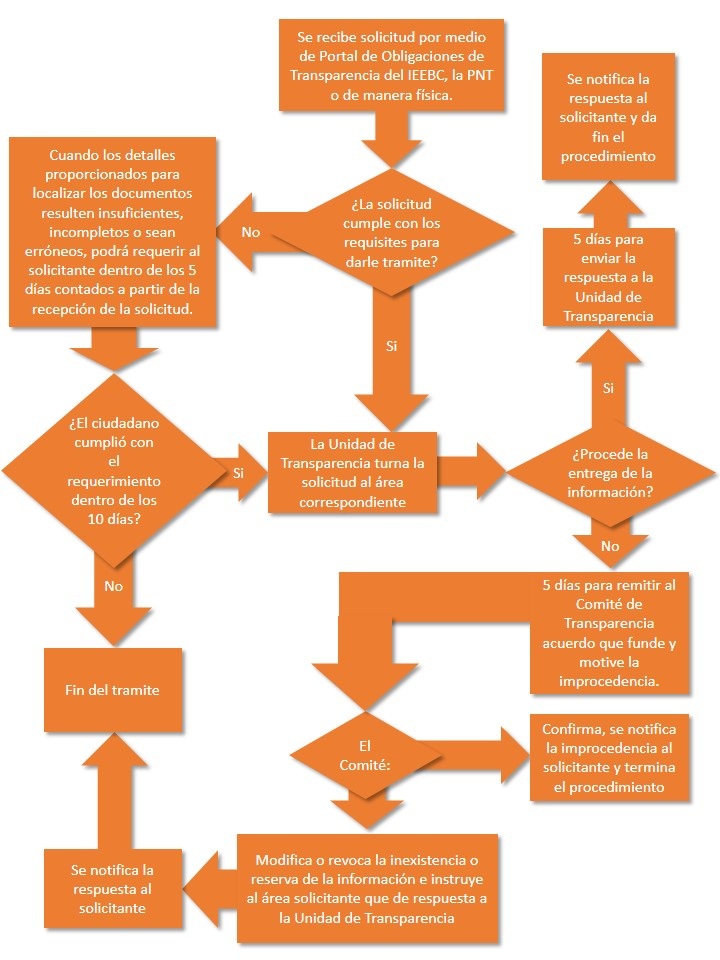 Se recibe solicitud por medio
de Portal de Obligaciones de
Transparencia del IEEBC, la PNT
o de manera física.
¿La solicitud
cumple con los
requisites para
darle tramite?
No
Cuando los detalles
proporcionados para
localizar los documentos
resulten insuficientes,
incompletos o sean
erróneos, podrá requerir al
solicitante dentro de los 5
días contados a partir de la
recepción de la solicitud.
Si
¿El ciudadano
cumplió con
el
requerimiento
dentro de los
10 días?
Si
No
Fin del tramite
La Unidad de
Transparencia turna la
solicitud al área
correspondiente
¿Procede la
entrega de la
información?
Si
5 días para
enviar la
respuesta a la
Unidad de
Transparencia
Se notifica la
respuesta al
solicitante y da
fin el
procedimiento
No
5 días para remitir al
Comité de
Transparencia
acuerdo que funde y
motive la
improcedencia.
El
Comité:
Confirma, se notifica
la improcedencia al
solicitante y termina
el procedimiento
Modifica o revoca la inexistencia o
reserva de la información e instruye
al área solicitante que de respuesta a
la Unidad de Transparencia
Se notifica la
respuesta al
solicitante